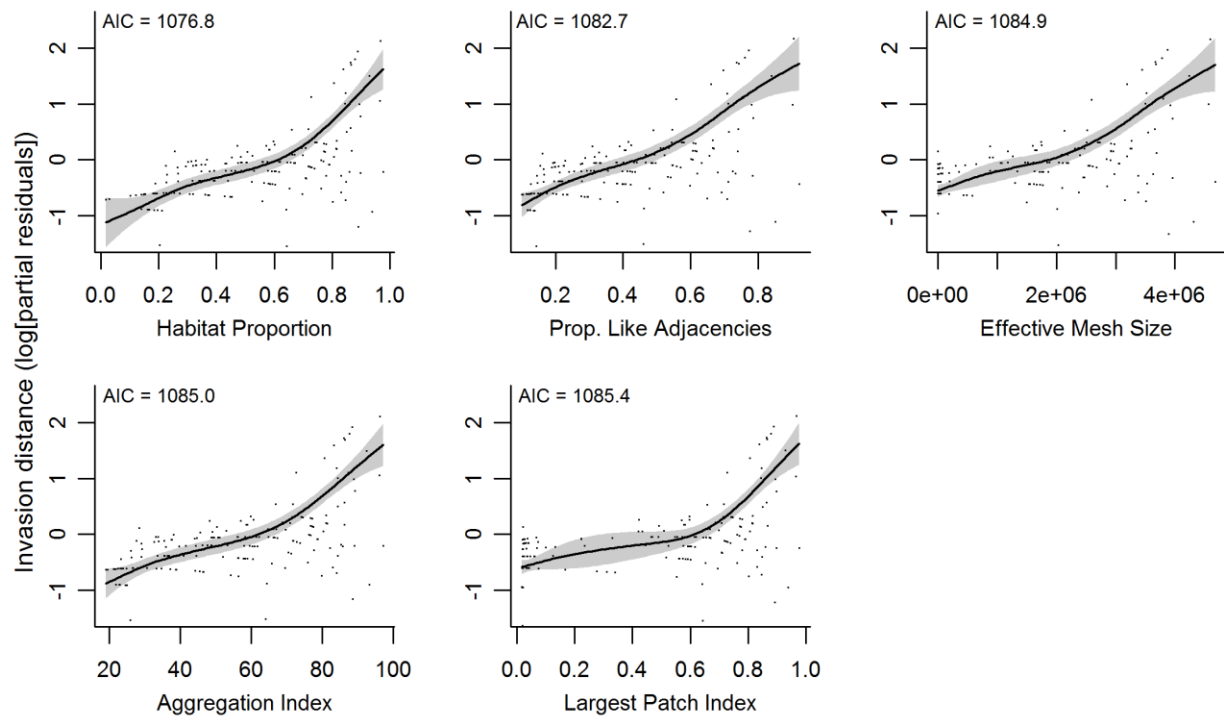 Invasion distance (log[partial residuals])
AIC = 1076.8
2
1
0
-1
0.0 0.2 0.4 0.6 0.8 1.0
Habitat Proportion
AIC = 1082.7
2
1
0
-1
0.2 0.4 0.6 0.8
Prop. Like Adjacencies
AIC = 1084.9
2
1
0
-1
0e+00 2e+06 4e+06
Effective Mesh Size
AIC = 1085.0
2
1
0
-1
20 40 60 80 100
Aggregation Index
AIC = 1085.4
2
1
0
-1
0.0 0.2 0.4 0.6 0.8 1.0
Largest Patch Index